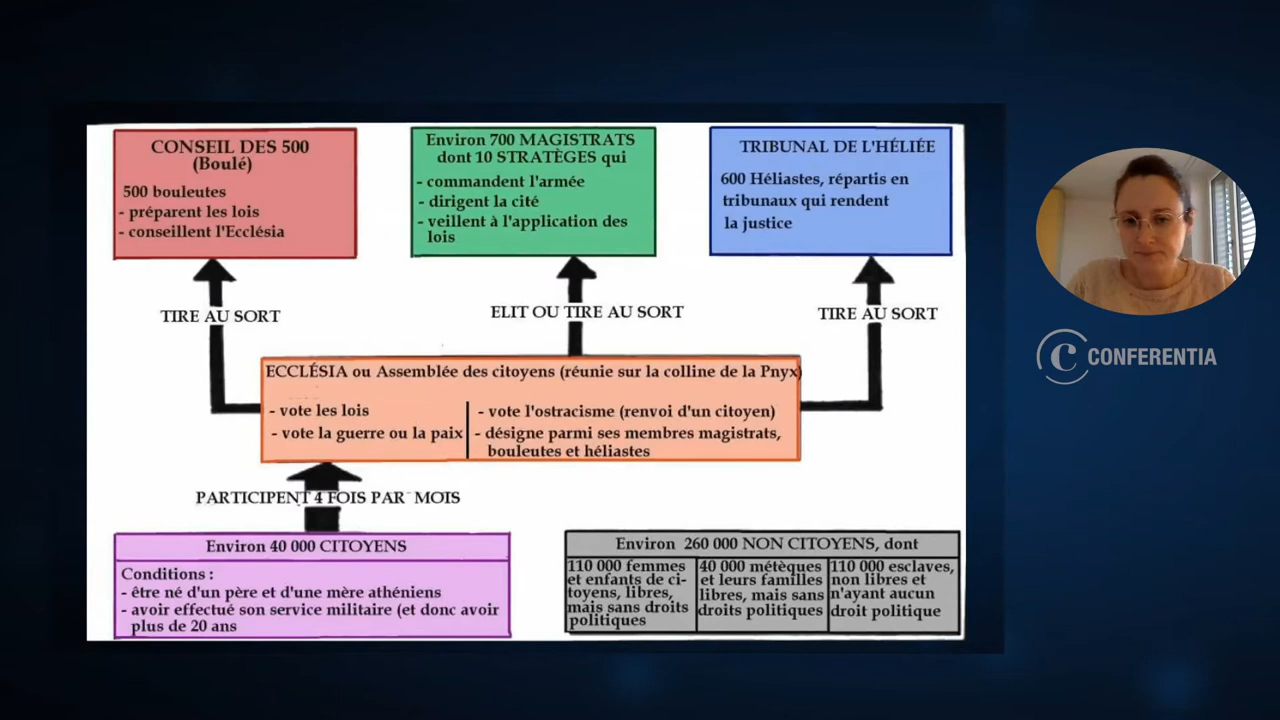 CONSEIL DES 500
(Boulé)
500 bouleutes
- préparent les lois
- conseillent l'Ecclésia
Environ 700 MAGISTRATS
dont 10 STRATÈGES qui
- commandent l'armée
- dirigent la cité
- veillent à l'application des
lois
TRIBUNAL DE L'HÉLIÉE
600 Héliastes, répartis en
tribunaux qui rendent
la justice
TIRE AU SORT
ELIT OU TIRE AU SORT
TIRE AU SORT
ECCLÉSIA ou Assemblée des citoyens (réunie sur la colline de la Pnyx)
- vote les lois
- vote la guerre ou la paix
- vote l'ostracisme (renvoi d'un citoyen)
- désigne parmi ses membres magistrats,
bouleutes et héliastes
PARTICIPENT 4 FOIS PAR MOIS
Environ 40 000 CITOYENS
Conditions :
- être né d'un père et d'une mère athéniens
- avoir effectué son service militaire (et donc avoir
plus de 20 ans
Environ 260 000 NON CITOYENS, dont
110 000 femmes
et enfants de ci-
toyens, libres,
mais sans droits
politiques
40 000 métèques
et leurs familles
libres, mais sans
droits politiques
110 000 esclaves,
non libres et
n'ayant aucun
droit politique
C CONFERENTIA